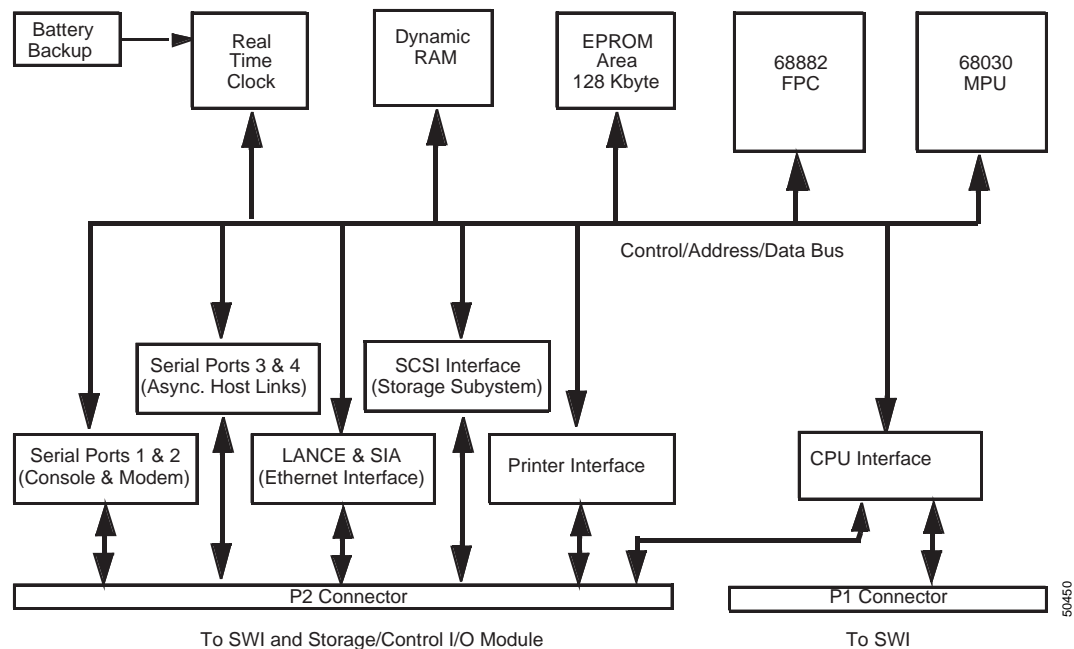 Battery
Backup
Real
Time
Clock
Dynamic
RAM
EPROM
Area
128 Kbyte
68882
FPC
68030
MPU
Control/Address/Data Bus
Serial Ports 3 & 4
(Async. Host Links)
SCSI Interface
(Storage Subystem)
Serial Ports 1 & 2
(Console & Modem)
LANCE & SIA
(Ethernet Interface)
Printer Interface
CPU Interface
P2 Connector
P1 Connector
To SWI and Storage/Control I/O Module
To SWI
50450